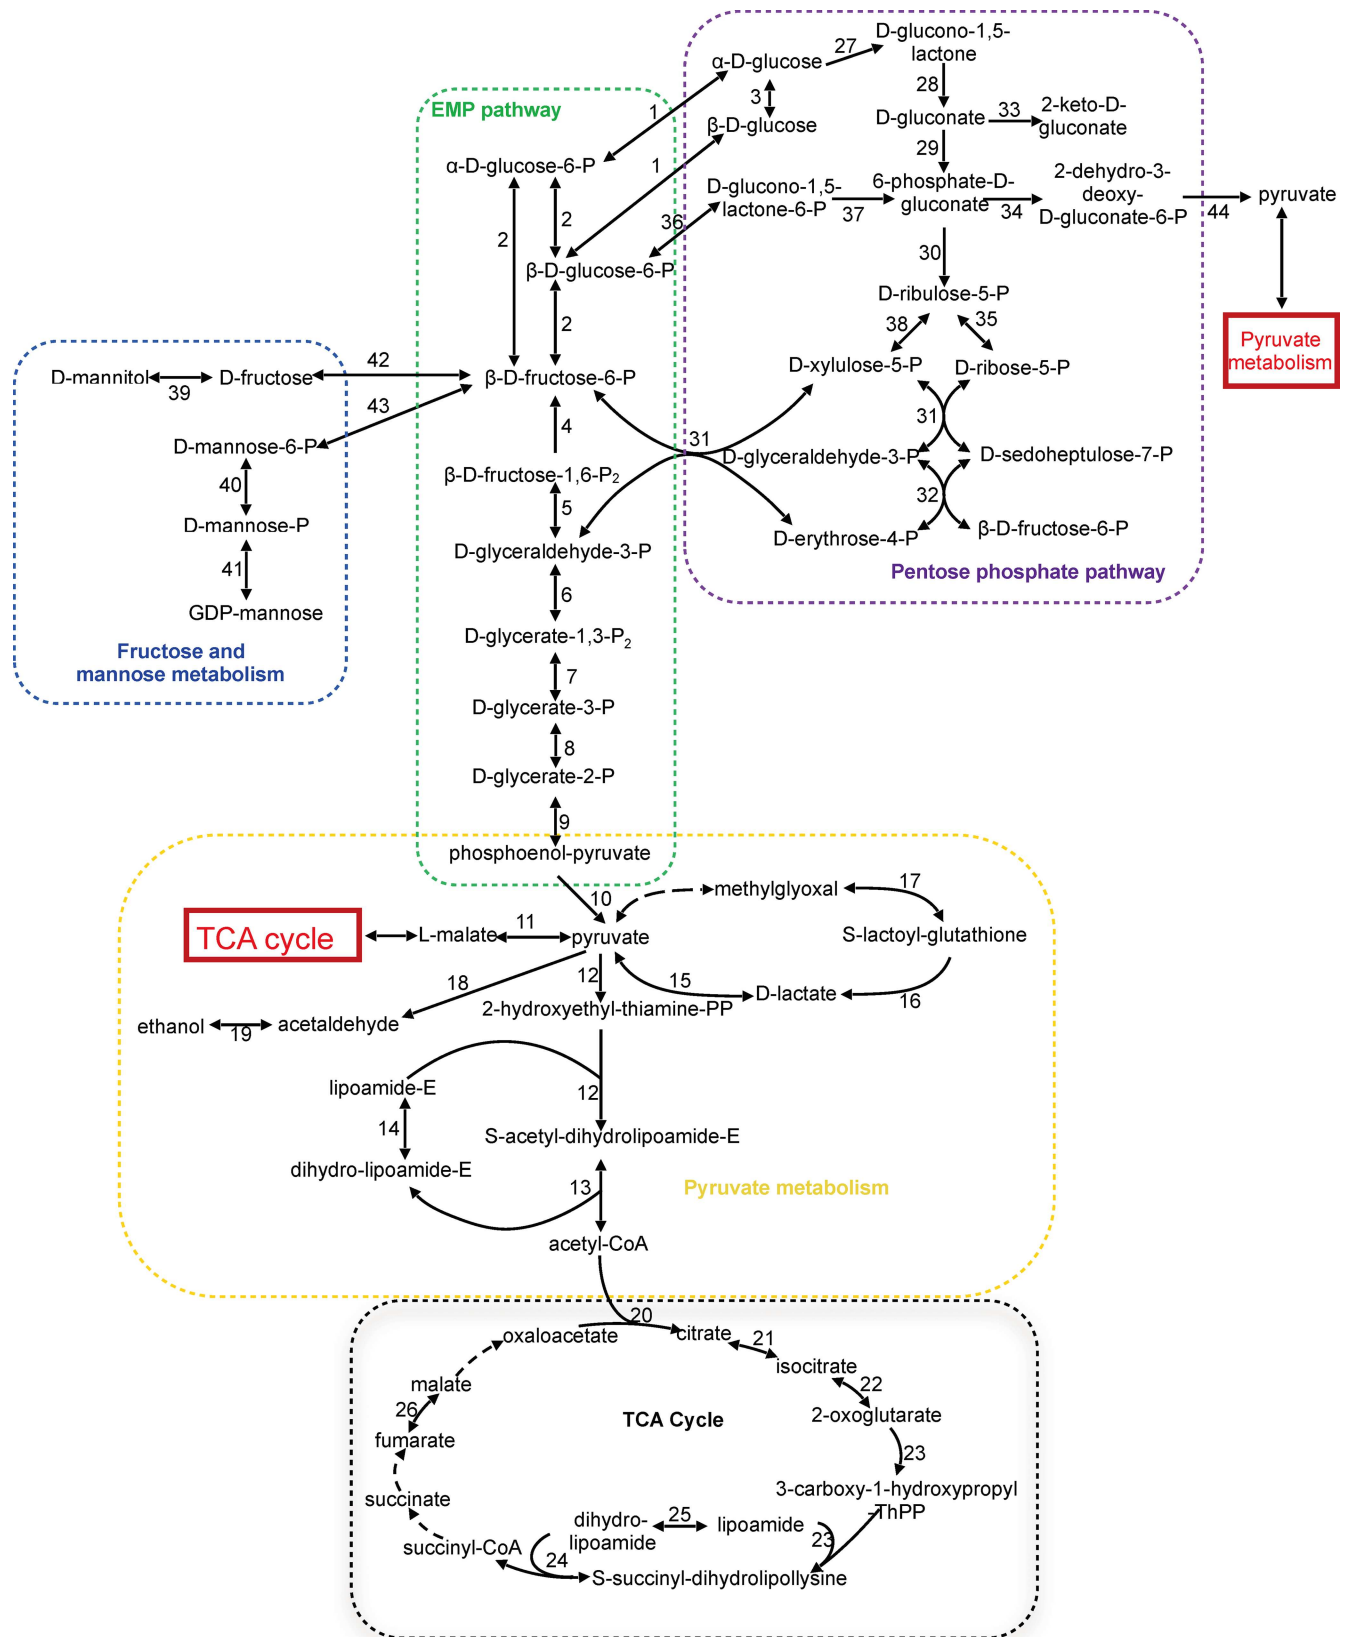 D-glucono-1,5-
lactone
27
α-D-glucose
28
3
EMP pathway
1
2-keto-D-
gluconate
33
D-gluconate
β-D-glucose
29
1
α-D-glucose-6-P
2-dehydro-3-
deoxy-
D-gluconate-6-P
6-phosphate-D-
gluconate
D-glucono-1,5-
lactone-6-P
pyruvate
37
34
44
36
2
2
30
β-D-glucose-6-P
D-ribulose-5-P
2
38
35
Pyruvate
metabolism
D-xylulose-5-P
D-ribose-5-P
42
D-mannitol
D-fructose
β-D-fructose-6-P
39
43
31
4
31
D-mannose-6-P
D-glyceraldehyde-3-P
D-sedoheptulose-7-P
β-D-fructose-1,6-P2
40
32
5
D-mannose-P
β-D-fructose-6-P
D-erythrose-4-P
D-glyceraldehyde-3-P
41
Pentose phosphate pathway
6
GDP-mannose
D-glycerate-1,3-P2
Fructose and
mannose metabolism
7
D-glycerate-3-P
8
D-glycerate-2-P
9
phosphoenol-pyruvate
17
methylglyoxal
10
11
TCA cycle
L-malate
pyruvate
S-lactoyl-glutathione
12
18
15
D-lactate
16
2-hydroxyethyl-thiamine-PP
ethanol
acetaldehyde
19
lipoamide-E
12
14
S-acetyl-dihydrolipoamide-E
dihydro-lipoamide-E
13
Pyruvate metabolism
acetyl-CoA
20
oxaloacetate
citrate
21
isocitrate
malate
22
26
TCA Cycle
2-oxoglutarate
fumarate
23
3-carboxy-1-hydroxypropyl
-ThPP
succinate
25
dihydro-
lipoamide
lipoamide
23
succinyl-CoA
24
S-succinyl-dihydrolipollysine